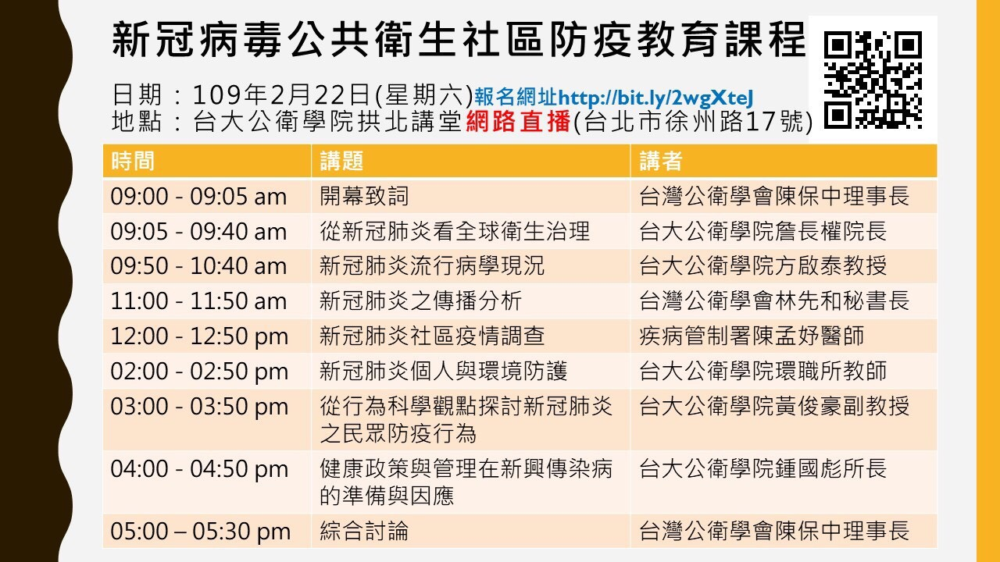 新冠病毒公共衛生社區防疫教育課程
日期：109年2月22日(星期六)報名網址http://bit.ly/2wgXteJ
地點：台大公衛學院拱北講堂網路直播(台北市徐州路17號)
時間 講題 講者
09:00 - 09:05 am 開幕致詞 台灣公衛學會陳保中理事長
09:05 - 09:40 am 從新冠肺炎看全球衛生治理 台大公衛學院詹長權院長
09:50 - 10:40 am 新冠肺炎流行病學現況 台大公衛學院方啟泰教授
11:00 - 11:50 am 新冠肺炎之傳播分析 台灣公衛學會林先和秘書長
12:00 - 12:50 pm 新冠肺炎社區疫情調查 疾病管制署陳孟妤醫師
02:00 - 02:50 pm 新冠肺炎個人與環境防護 台大公衛學院環職所教師
03:00 - 03:50 pm 從行為科學觀點探討新冠肺炎 台大公衛學院黃俊豪副教授
之民眾防疫行為
04:00 - 04:50 pm 健康政策與管理在新興傳染病 台大公衛學院鍾國彪所長
的準備與因應
05:00 – 05:30 pm 綜合討論 台灣公衛學會陳保中理事長